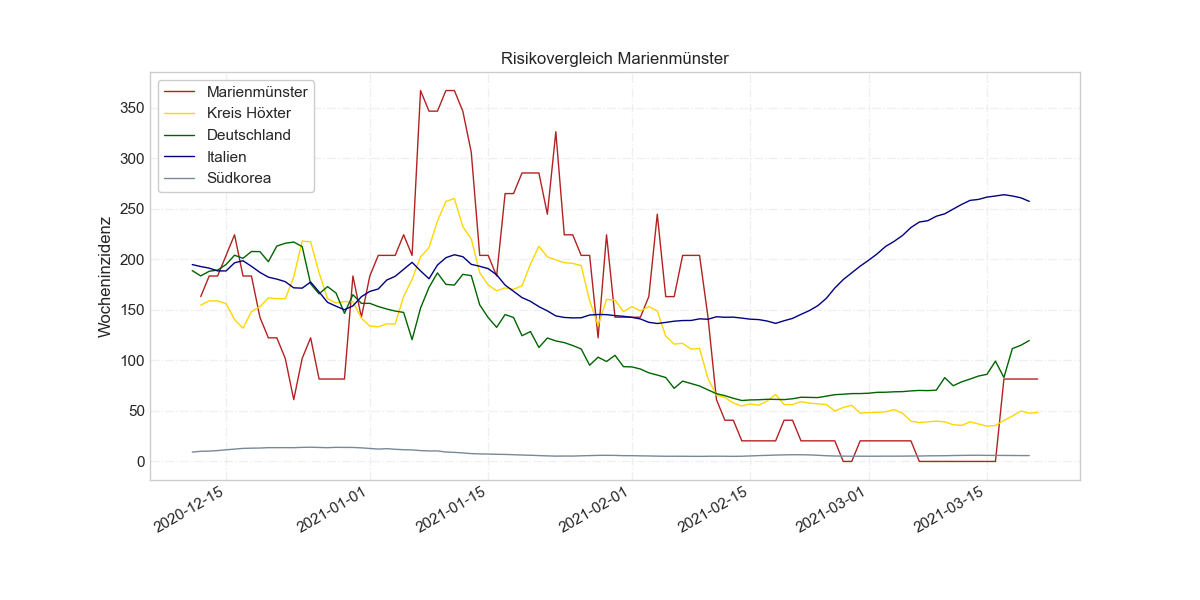 Risikovergleich Marienmünster
Marienmünster
Kreis Höxter
Deutschland
Italien
Südkorea
Wocheninzidenz
350
300
250
200
150
100
50
0
2020-12-15
2021-01-01
2021-01-15
2021-02-01
2021-02-15
2021-03-01
2021-03-15